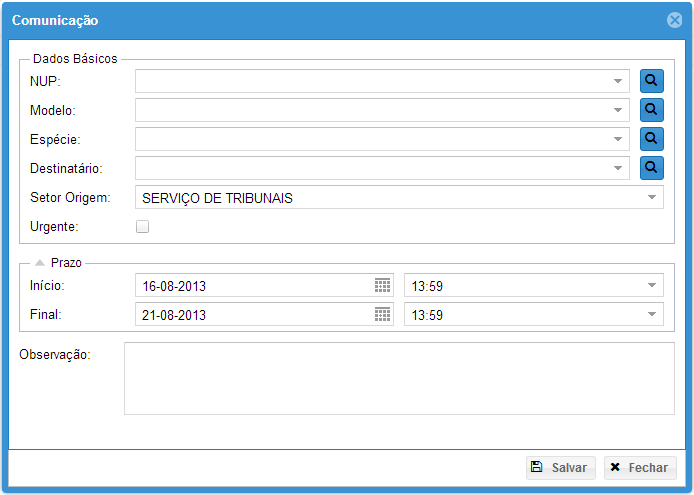 Comunicação
Dados Básicos
NUP:
Modelo:
Espécie:
Destinatário:
Setor Origem: SERVIÇO DE TRIBUNAIS
Urgente:
Prazo
Início: 16-08-2013 13:59
Final: 21-08-2013 13:59
Observação:
Salvar Fechar